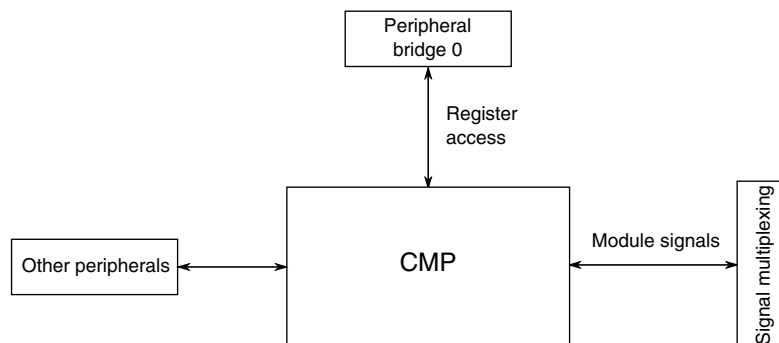 Peripheral
bridge 0
Register
access
CMP
Other peripherals
Module signals
Signal multiplexing